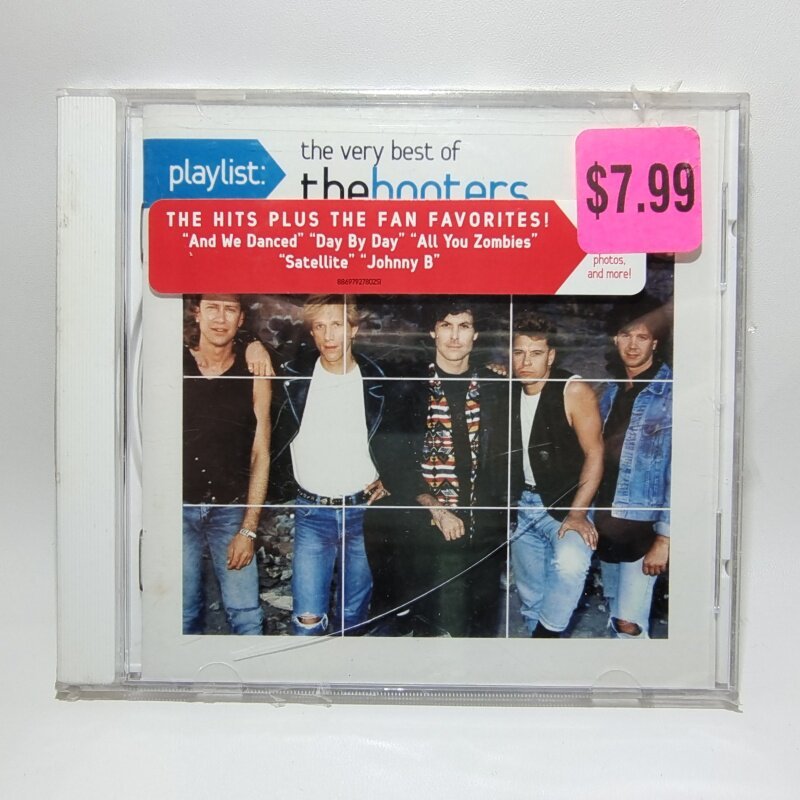 playlist:
the very best of
thehooters
$7.99
THE HITS PLUS THE FAN FAVORITES!
"And We Danced" "Day By Day" "All You Zombies"
"Satellite" "Johnny B"
photos,
and more!